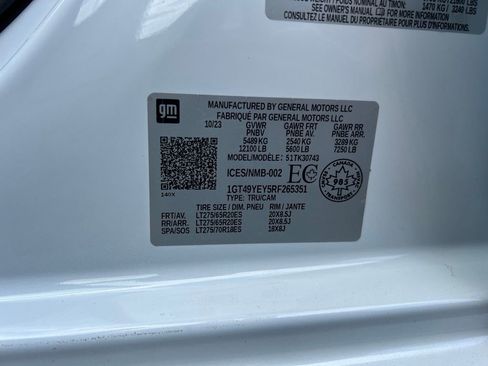 1470 KG / 3240 LBS
SEE OWNER'S MANUAL FOR MORE INFORMATION
CONSULTEZ LE MANUEL DU PROPRIÉTAIRE POUR PLUS
gm
MANUFACTURED BY GENERAL MOTORS LLC
FABRIQUÉ PAR GENERAL MOTORS LLC
10/23 GVWR GAWR FRT GAWR RR
PNBV PNBE AV. PNBE ARR.
5489 KG 2540 KG 3289 KG
12100 LB 5600 LB 7250 LB
MODEL/MODÈLE: 51TK30743
ICES/NMB-002 EC
1GT49YEY5RF265351
TYPE: TRU/CAM
140X
CANADA
985
TIRE SIZE / DIM. PNEU RIM / JANTE
FRT/AV. LT275/65R20ES 20X8.5J
RR/ARR. LT275/65R20ES 20X8.5J
SPA/SOS LT275/70R18ES 18X8J